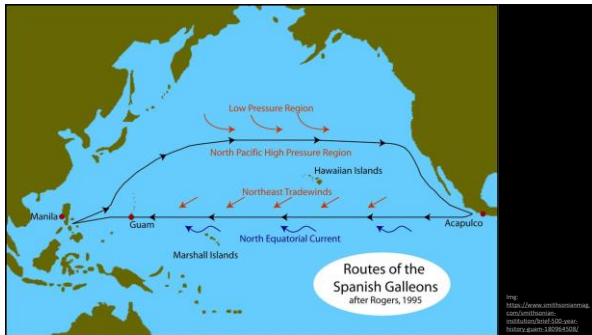 Low Pressure Region
North Pacific High Pressure Region
Hawaiian Islands
Northeast Tradewinds
Manila
Guam
Acapulco
North Equatorial Current
Marshall Islands
Routes of the
Spanish Galleons
after Rogers, 1995
Img:
https://www.smithsonianmag.
com/smithsonian-
institution/brief-500-year-
history-guam-180964508/